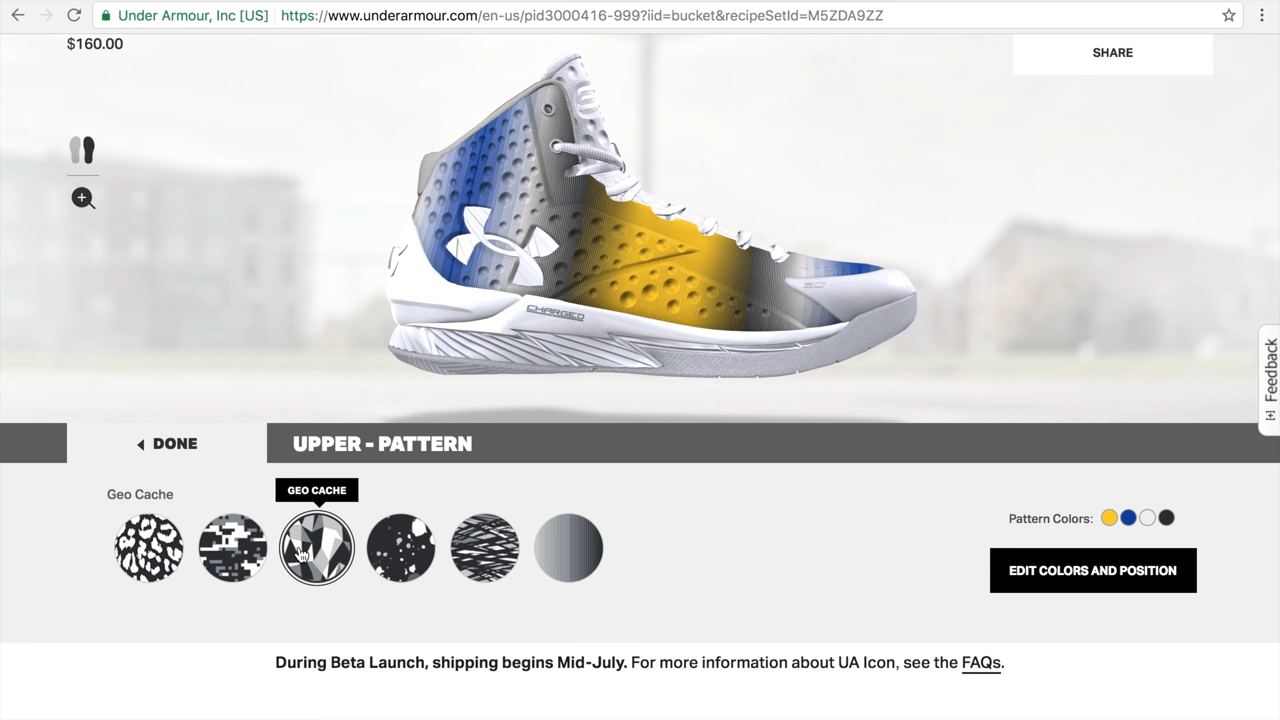 Under Armour, Inc [US]
https://www.underarmour.com/en-us/pid3000416-999?iid=bucket&recipeSetId=M5ZDA9ZZ
$160.00
SHARE
CHARGED
[+] Feedback
DONE
UPPER - PATTERN
Geo Cache
GEO CACHE
Pattern Colors:
EDIT COLORS AND POSITION
During Beta Launch, shipping begins Mid-July. For more information about UA Icon, see the FAQs.